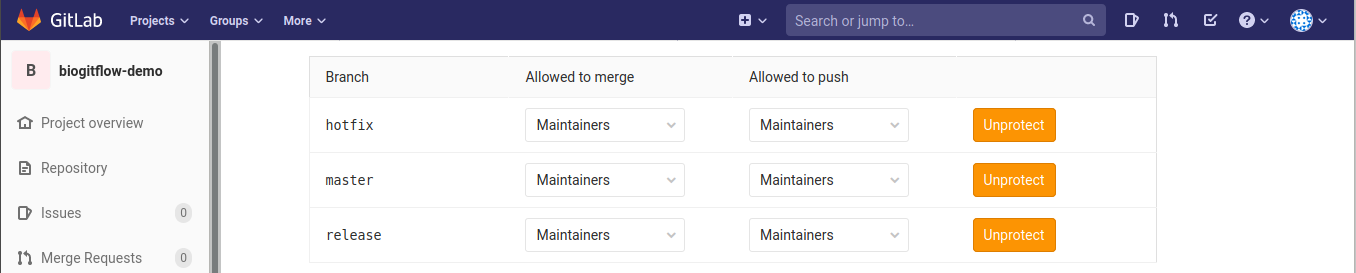 GitLab Projects Groups More Search or jump to...
B biogitflow-demo
Project overview
Repository
Issues 0
Merge Requests 0
Branch Allowed to merge Allowed to push
hotfix Maintainers Maintainers Unprotect
master Maintainers Maintainers Unprotect
release Maintainers Maintainers Unprotect